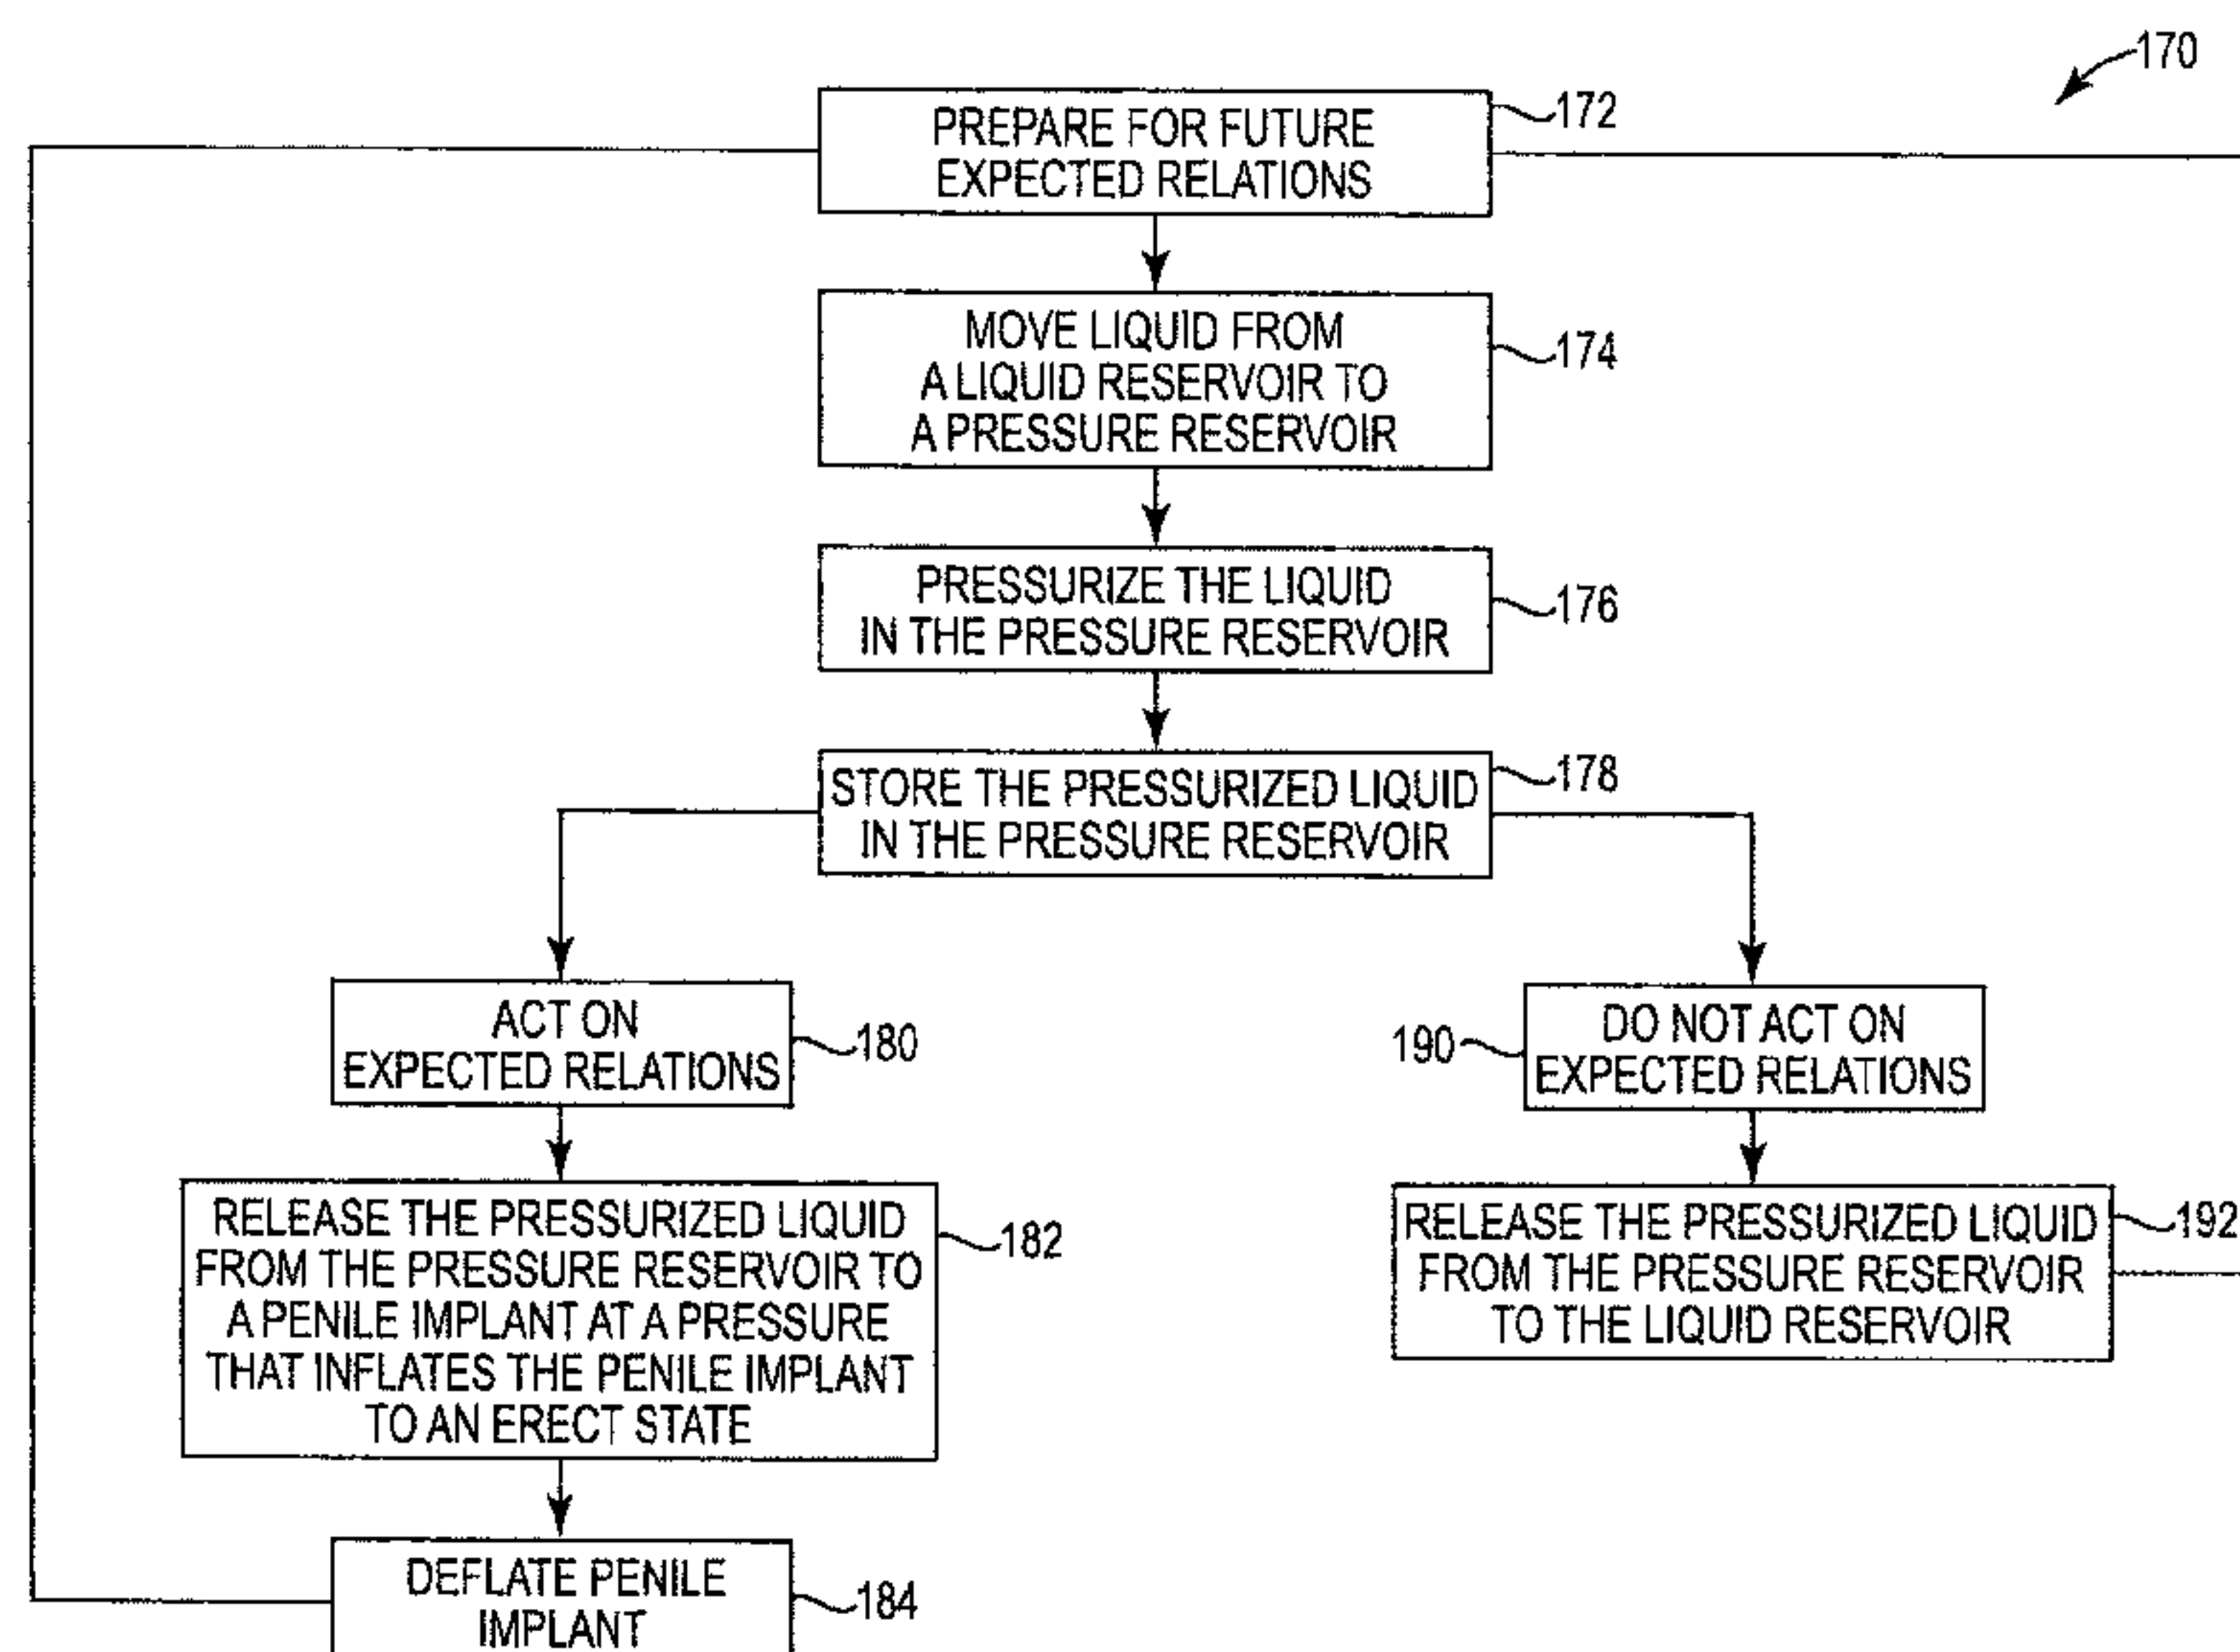 170
PREPARE FOR FUTURE
EXPECTED RELATIONS
172
MOVE LIQUID FROM
A LIQUID RESERVOIR TO
A PRESSURE RESERVOIR
174
PRESSURIZE THE LIQUID
IN THE PRESSURE RESERVOIR
176
STORE THE PRESSURIZED LIQUID
IN THE PRESSURE RESERVOIR
178
ACT ON
EXPECTED RELATIONS
180
RELEASE THE PRESSURIZED LIQUID
FROM THE PRESSURE RESERVOIR TO
A PENILE IMPLANT AT A PRESSURE
THAT INFLATES THE PENILE IMPLANT
TO AN ERECT STATE
182
DEFLATE PENILE
IMPLANT
184
190
DO NOT ACT ON
EXPECTED RELATIONS
RELEASE THE PRESSURIZED LIQUID
FROM THE PRESSURE RESERVOIR
TO THE LIQUID RESERVOIR
192